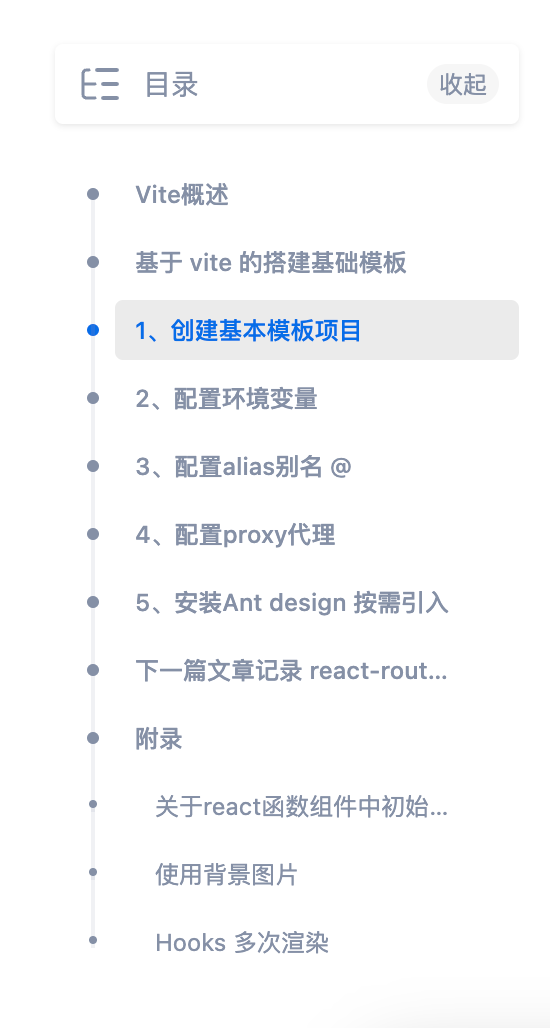 目录
收起
Vite概述
基于 vite 的搭建基础模板
1、创建基本模板项目
2、配置环境变量
3、配置alias别名 @
4、配置proxy代理
5、安装Ant design 按需引入
下一篇文章记录 react-rout...
附录
关于react函数组件中初始...
使用背景图片
Hooks 多次渲染